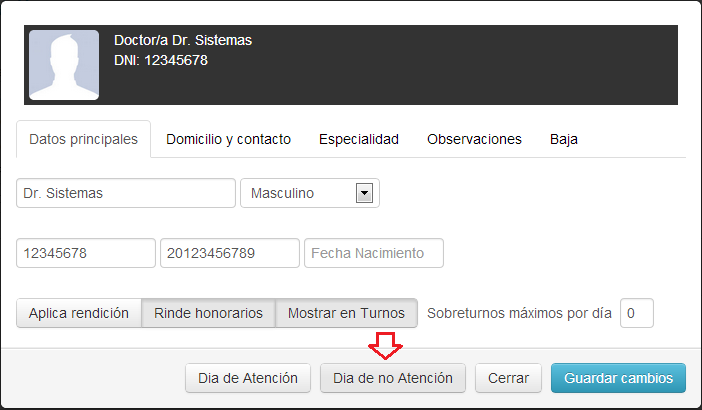 Doctor/a Dr. Sistemas
DNI: 12345678
Datos principales Domicilio y contacto Especialidad Observaciones Baja
Dr. Sistemas Masculino
12345678 20123456789 Fecha Nacimiento
Aplica rendición Rinde honorarios Mostrar en Turnos Sobreturnos máximos por día 0
Dia de Atención Dia de no Atención Cerrar Guardar cambios